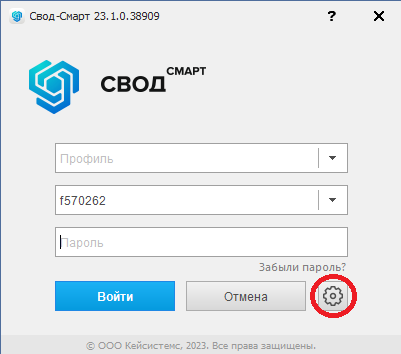 Свод-Смарт 23.1.0.38909
?
СВОД СМАРТ
Профиль
f570262
Пароль
Забыли пароль?
Войти
Отмена
© ООО Кейсистемс, 2023. Все права защищены.